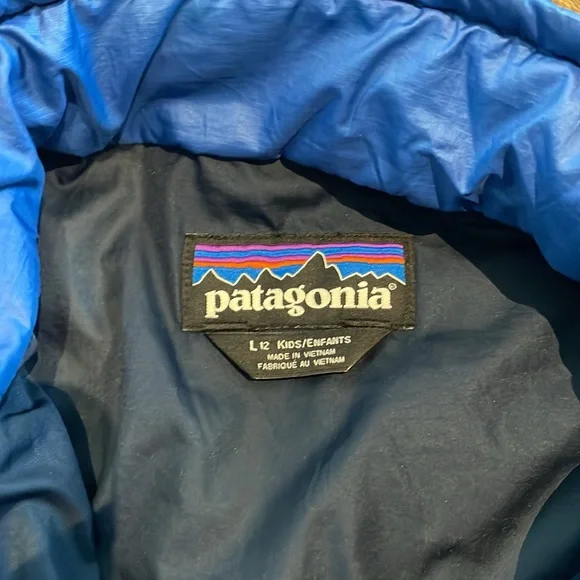 patagonia®
L 12 KIDS/ENFANTS
MADE IN VIETNAM
FABRIQUÉ AU VIETNAM